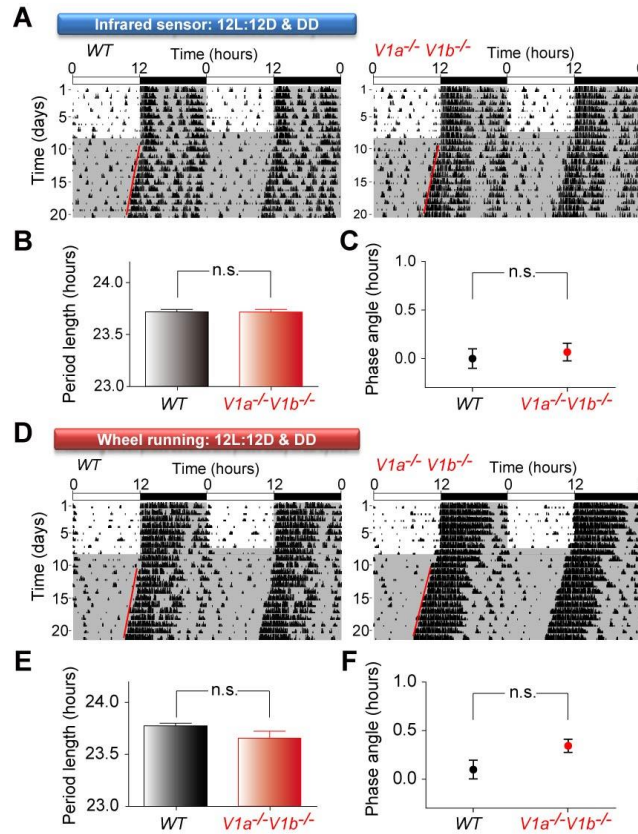 A
Infrared sensor: 12L:12D & DD
WT
Time (hours)
V1a-/- V1b-/-
Time (hours)
0 12 0 12 0
0 12 0 12 0
Time (days)
1
5
10
15
20
1
5
10
15
20
B
Period length (hours)
24.0
23.5
23.0
n.s.
WT
V1a-/-V1b-/-
C
Phase angle (hours)
1.0
0.5
0.0
n.s.
WT
V1a-/-V1b-/-
D
Wheel running: 12L:12D & DD
WT
Time (hours)
V1a-/- V1b-/-
Time (hours)
0 12 0 12 0
0 12 0 12 0
Time (days)
1
5
10
15
20
1
5
10
15
20
E
Period length (hours)
24.0
23.5
23.0
n.s.
WT
V1a-/-V1b-/-
F
Phase angle (hours)
1.0
0.5
0.0
n.s.
WT
V1a-/-V1b-/-